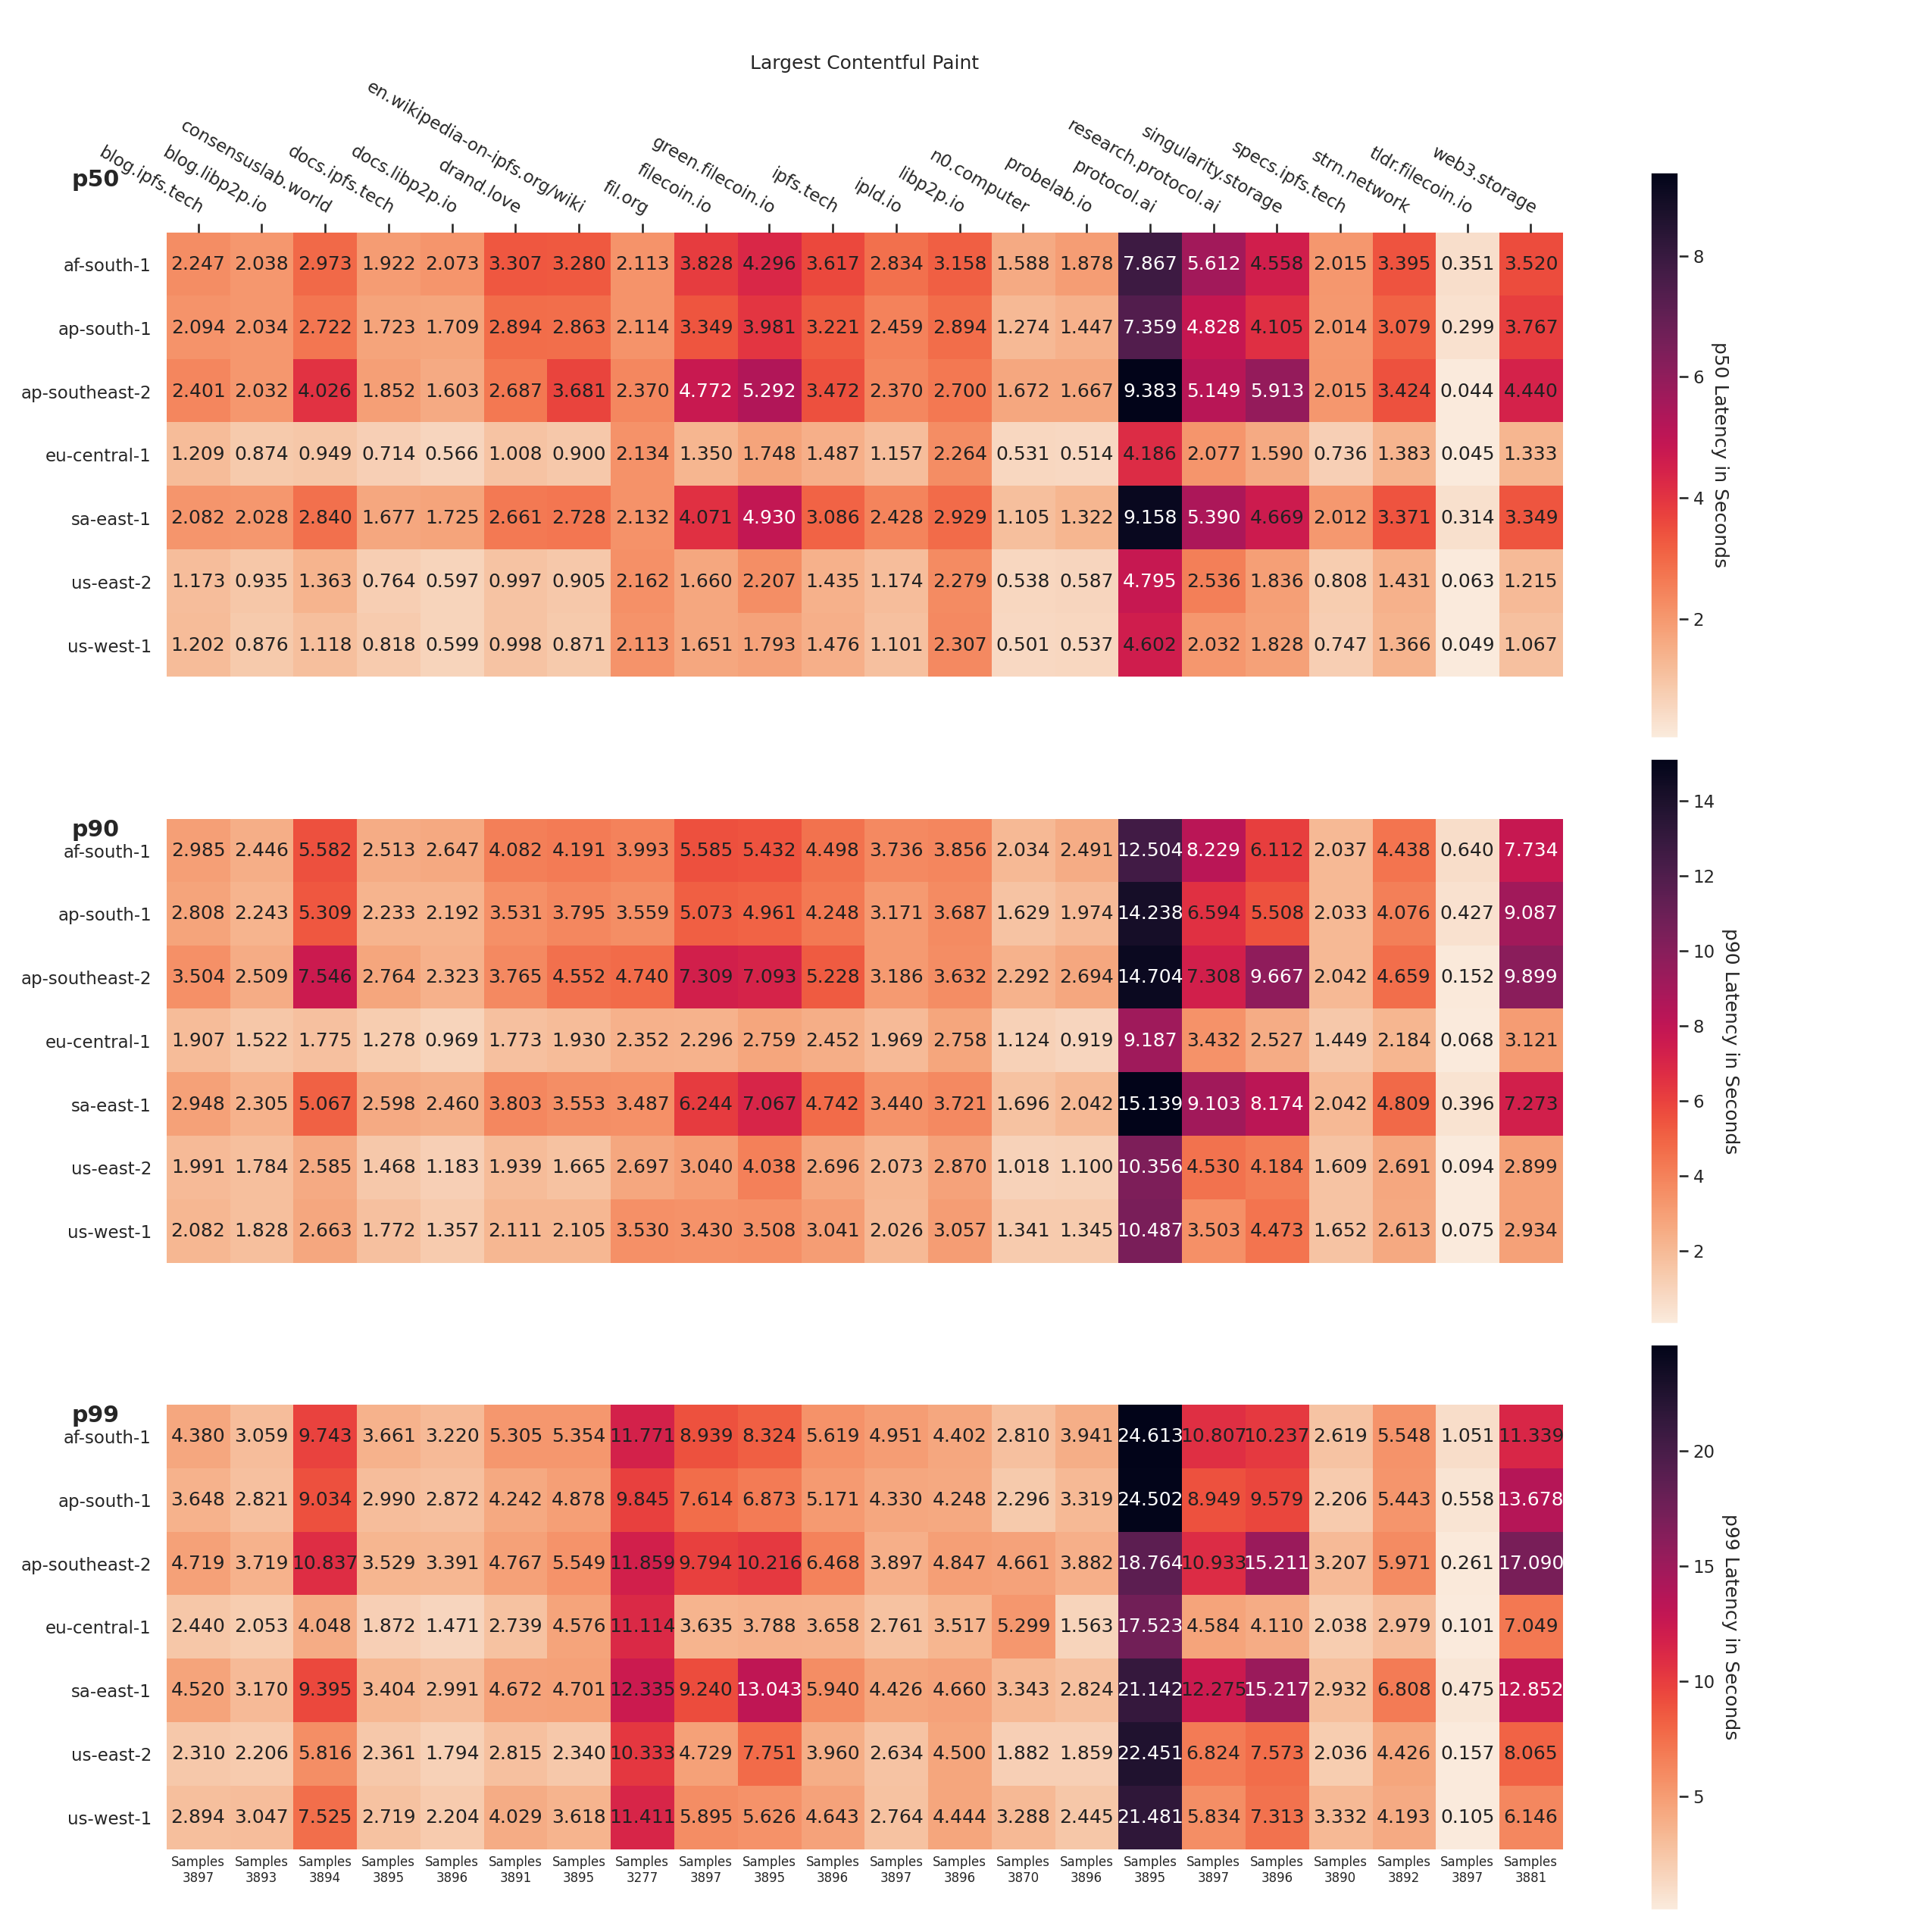 Largest Contentful Paint
p50
blog.ipfs.tech
blog.libp2p.io
consensuslab.world
docs.ipfs.tech
docs.libp2p.io
drand.love
en.wikipedia-on-ipfs.org/wiki
fil.org
filecoin.io
green.filecoin.io
ipfs.tech
ipld.io
libp2p.io
n0.computer
probelab.io
protocol.ai
research.protocol.ai
singularity.storage
specs.ipfs.tech
strn.network
tldr.filecoin.io
web3.storage
af-south-1 2.247 2.038 2.973 1.922 2.073 3.307 3.280 2.113 3.828 4.296 3.617 2.834 3.158 1.588 1.878 7.867 5.612 4.558 2.015 3.395 0.351 3.520
ap-south-1 2.094 2.034 2.722 1.723 1.709 2.894 2.863 2.114 3.349 3.981 3.221 2.459 2.894 1.274 1.447 7.359 4.828 4.105 2.014 3.079 0.299 3.767
ap-southeast-2 2.401 2.032 4.026 1.852 1.603 2.687 3.681 2.370 4.772 5.292 3.472 2.370 2.700 1.672 1.667 9.383 5.149 5.913 2.015 3.424 0.044 4.440
eu-central-1 1.209 0.874 0.949 0.714 0.566 1.008 0.900 2.134 1.350 1.748 1.487 1.157 2.264 0.531 0.514 4.186 2.077 1.590 0.736 1.383 0.045 1.333
sa-east-1 2.082 2.028 2.840 1.677 1.725 2.661 2.728 2.132 4.071 4.930 3.086 2.428 2.929 1.105 1.322 9.158 5.390 4.669 2.012 3.371 0.314 3.349
us-east-2 1.173 0.935 1.363 0.764 0.597 0.997 0.905 2.162 1.660 2.207 1.435 1.174 2.279 0.538 0.587 4.795 2.536 1.836 0.808 1.431 0.063 1.215
us-west-1 1.202 0.876 1.118 0.818 0.599 0.998 0.871 2.113 1.651 1.793 1.476 1.101 2.307 0.501 0.537 4.602 2.032 1.828 0.747 1.366 0.049 1.067
8
6
4
2
p50 Latency in Seconds
p90
af-south-1 2.985 2.446 5.582 2.513 2.647 4.082 4.191 3.993 5.585 5.432 4.498 3.736 3.856 2.034 2.491 12.504 8.229 6.112 2.037 4.438 0.640 7.734
ap-south-1 2.808 2.243 5.309 2.233 2.192 3.531 3.795 3.559 5.073 4.961 4.248 3.171 3.687 1.629 1.974 14.238 6.594 5.508 2.033 4.076 0.427 9.087
ap-southeast-2 3.504 2.509 7.546 2.764 2.323 3.765 4.552 4.740 7.309 7.093 5.228 3.186 3.632 2.292 2.694 14.704 7.308 9.667 2.042 4.659 0.152 9.899
eu-central-1 1.907 1.522 1.775 1.278 0.969 1.773 1.930 2.352 2.296 2.759 2.452 1.969 2.758 1.124 0.919 9.187 3.432 2.527 1.449 2.184 0.068 3.121
sa-east-1 2.948 2.305 5.067 2.598 2.460 3.803 3.553 3.487 6.244 7.067 4.742 3.440 3.721 1.696 2.042 15.139 9.103 8.174 2.042 4.809 0.396 7.273
us-east-2 1.991 1.784 2.585 1.468 1.183 1.939 1.665 2.697 3.040 4.038 2.696 2.073 2.870 1.018 1.100 10.356 4.530 4.184 1.609 2.691 0.094 2.899
us-west-1 2.082 1.828 2.663 1.772 1.357 2.111 2.105 3.530 3.430 3.508 3.041 2.026 3.057 1.341 1.345 10.487 3.503 4.473 1.652 2.613 0.075 2.934
14
12
10
8
6
4
2
p90 Latency in Seconds
p99
af-south-1 4.380 3.059 9.743 3.661 3.220 5.305 5.354 11.771 8.939 8.324 5.619 4.951 4.402 2.810 3.941 24.613 10.807 10.237 2.619 5.548 1.051 11.339
ap-south-1 3.648 2.821 9.034 2.990 2.872 4.242 4.878 9.845 7.614 6.873 5.171 4.330 4.248 2.296 3.319 24.502 8.949 9.579 2.206 5.443 0.558 13.678
ap-southeast-2 4.719 3.719 10.837 3.529 3.391 4.767 5.549 11.859 9.794 10.216 6.468 3.897 4.847 4.661 3.882 18.764 10.933 15.211 3.207 5.971 0.261 17.090
eu-central-1 2.440 2.053 4.048 1.872 1.471 2.739 4.576 11.114 3.635 3.788 3.658 2.761 3.517 5.299 1.563 17.523 4.584 4.110 2.038 2.979 0.101 7.049
sa-east-1 4.520 3.170 9.395 3.404 2.991 4.672 4.701 12.335 9.240 13.043 5.940 4.426 4.660 3.343 2.824 21.142 12.275 15.217 2.932 6.808 0.475 12.852
us-east-2 2.310 2.206 5.816 2.361 1.794 2.815 2.340 10.333 4.729 7.751 3.960 2.634 4.500 1.882 1.859 22.451 6.824 7.573 2.036 4.426 0.157 8.065
us-west-1 2.894 3.047 7.525 2.719 2.204 4.029 3.618 11.411 5.895 5.626 4.643 2.764 4.444 3.288 2.445 21.481 5.834 7.313 3.332 4.193 0.105 6.146
Samples Samples Samples Samples Samples Samples Samples Samples Samples Samples Samples Samples Samples Samples Samples Samples Samples Samples Samples Samples Samples Samples
3897 3893 3894 3895 3896 3891 3895 3277 3897 3895 3896 3897 3896 3870 3896 3895 3897 3896 3890 3892 3897 3881
20
15
10
5
p99 Latency in Seconds